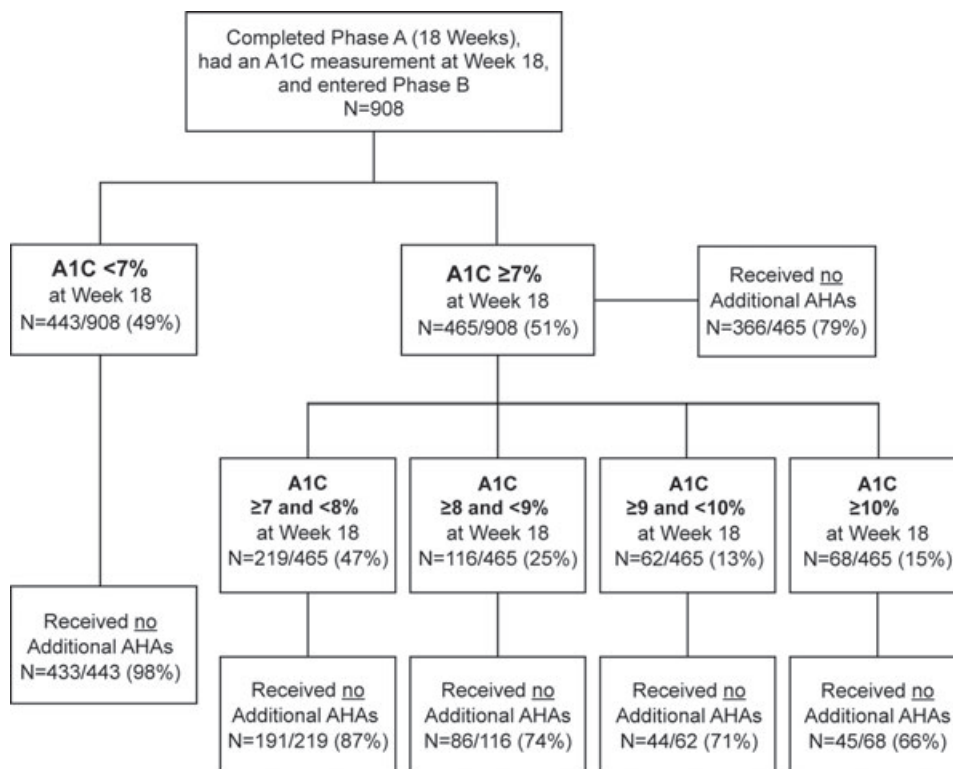 Completed Phase A (18 Weeks),
had an A1C measurement at Week 18,
and entered Phase B
N=908
A1C <7%
at Week 18
N=443/908 (49%)
A1C ≥7%
at Week 18
N=465/908 (51%)
Received no
Additional AHAs
N=366/465 (79%)
A1C
≥7 and <8%
at Week 18
N=219/465 (47%)
A1C
≥8 and <9%
at Week 18
N=116/465 (25%)
A1C
≥9 and <10%
at Week 18
N=62/465 (13%)
A1C
≥10%
at Week 18
N=68/465 (15%)
Received no
Additional AHAs
N=433/443 (98%)
Received no
Additional AHAs
N=191/219 (87%)
Received no
Additional AHAs
N=86/116 (74%)
Received no
Additional AHAs
N=44/62 (71%)
Received no
Additional AHAs
N=45/68 (66%)